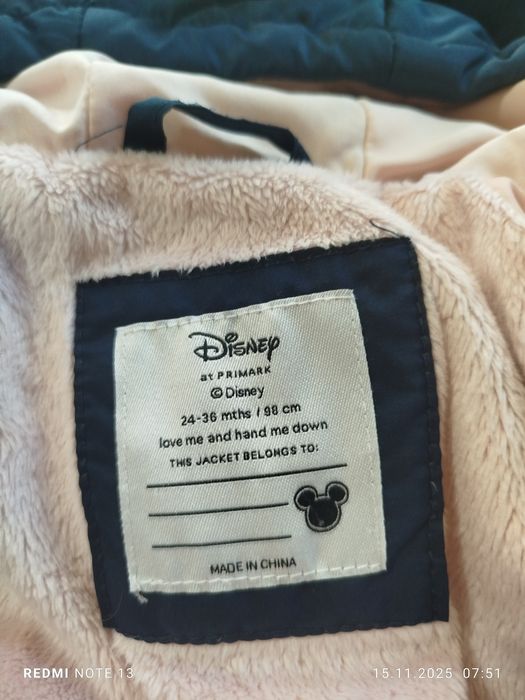 Disney
at PRIMARK
© Disney
24-36 mths / 98 cm
love me and hand me down
THIS JACKET BELONGS TO:
MADE IN CHINA
REDMI NOTE 13
15.11.2025 07:51